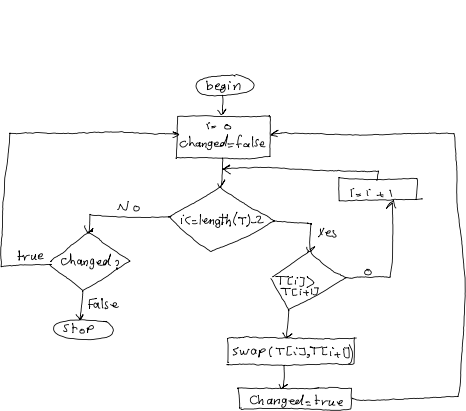 begin
i= 0
changed=false
i=i+1
NO
i<=length(T)-2
yes
true
changed?
T[i]>
T[i+1]
0
False
stop
swap(T[i],T[i+1])
Changed=true